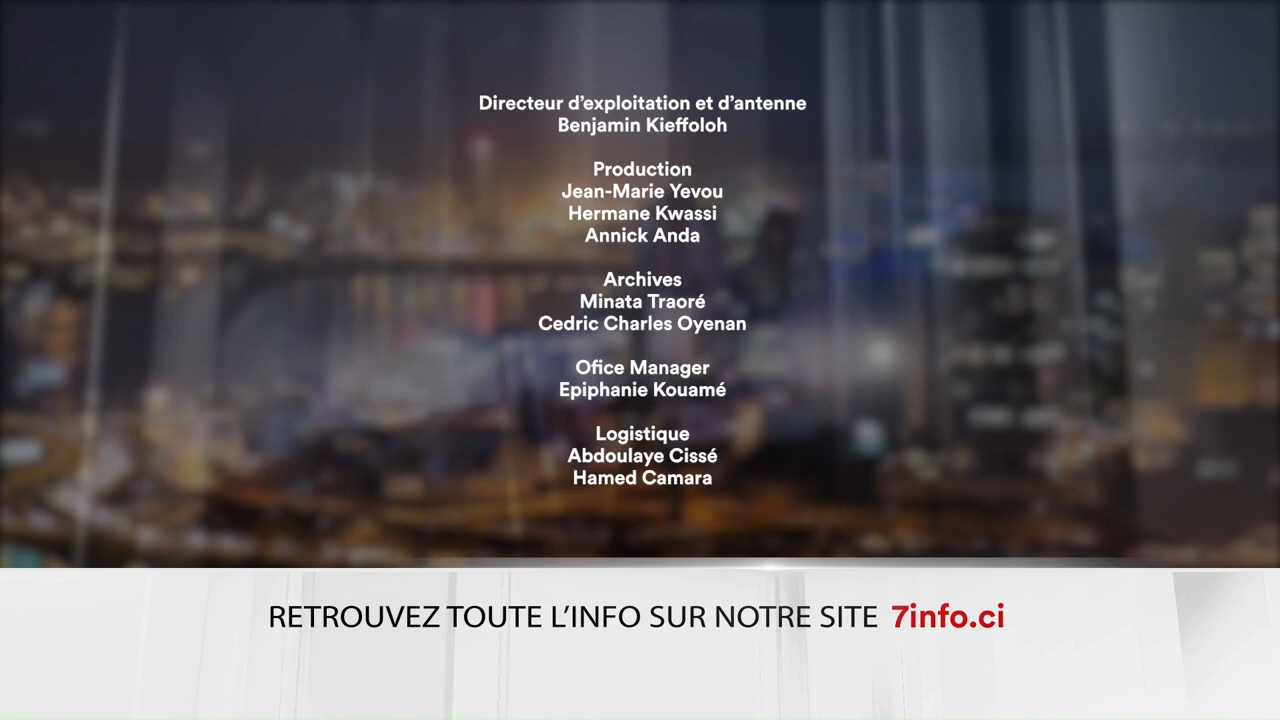 Directeur d'exploitation et d'antenne
Benjamin Kieffoloh
Production
Jean-Marie Yevou
Hermane Kwassi
Annick Anda
Archives
Minata Traoré
Cedric Charles Oyenan
Ofice Manager
Epiphanie Kouamé
Logistique
Abdoulaye Cissé
Hamed Camara
RETROUVEZ TOUTE L'INFO SUR NOTRE SITE 7info.ci